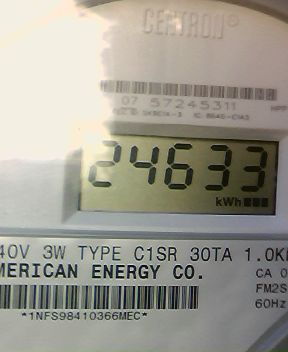 CENTRON®
07 57245311
24633
kWh
40V 3W TYPE C1SR 30TA 1.0K
MERICAN ENERGY CO.
CA 0
FM2S
60Hz
*1NFS98410366MEC*